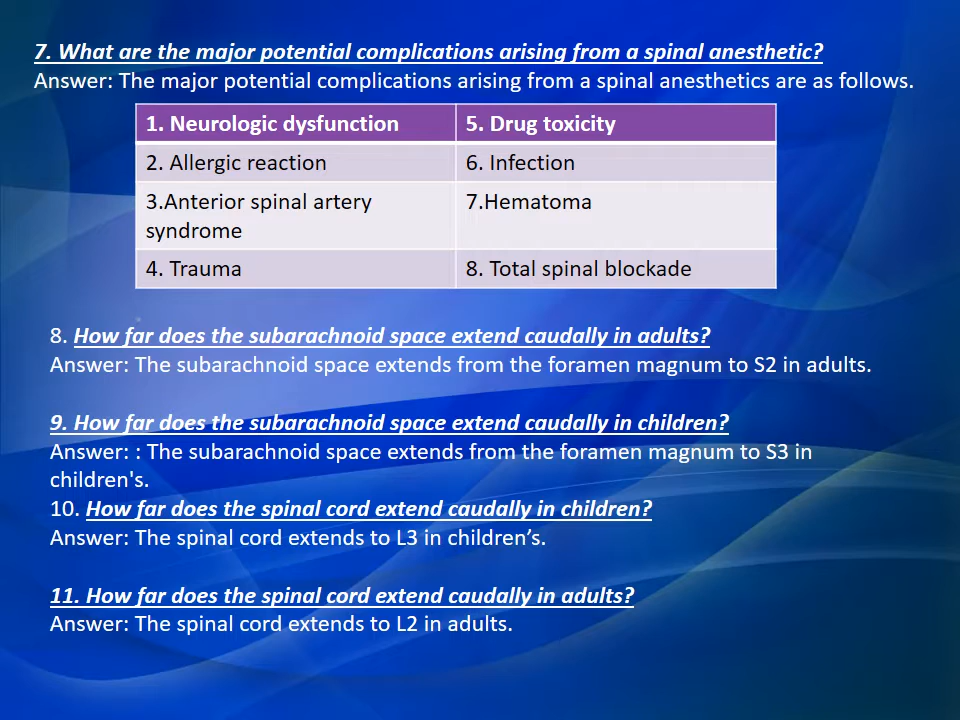 7. What are the major potential complications arising from a spinal anesthetic?
Answer: The major potential complications arising from a spinal anesthetics are as follows.
1. Neurologic dysfunction 5. Drug toxicity
2. Allergic reaction 6. Infection
3.Anterior spinal artery 7.Hematoma
syndrome
4. Trauma 8. Total spinal blockade
8. How far does the subarachnoid space extend caudally in adults?
Answer: The subarachnoid space extends from the foramen magnum to S2 in adults.
9. How far does the subarachnoid space extend caudally in children?
Answer: : The subarachnoid space extends from the foramen magnum to S3 in
children's.
10. How far does the spinal cord extend caudally in children?
Answer: The spinal cord extends to L3 in children’s.
11. How far does the spinal cord extend caudally in adults?
Answer: The spinal cord extends to L2 in adults.